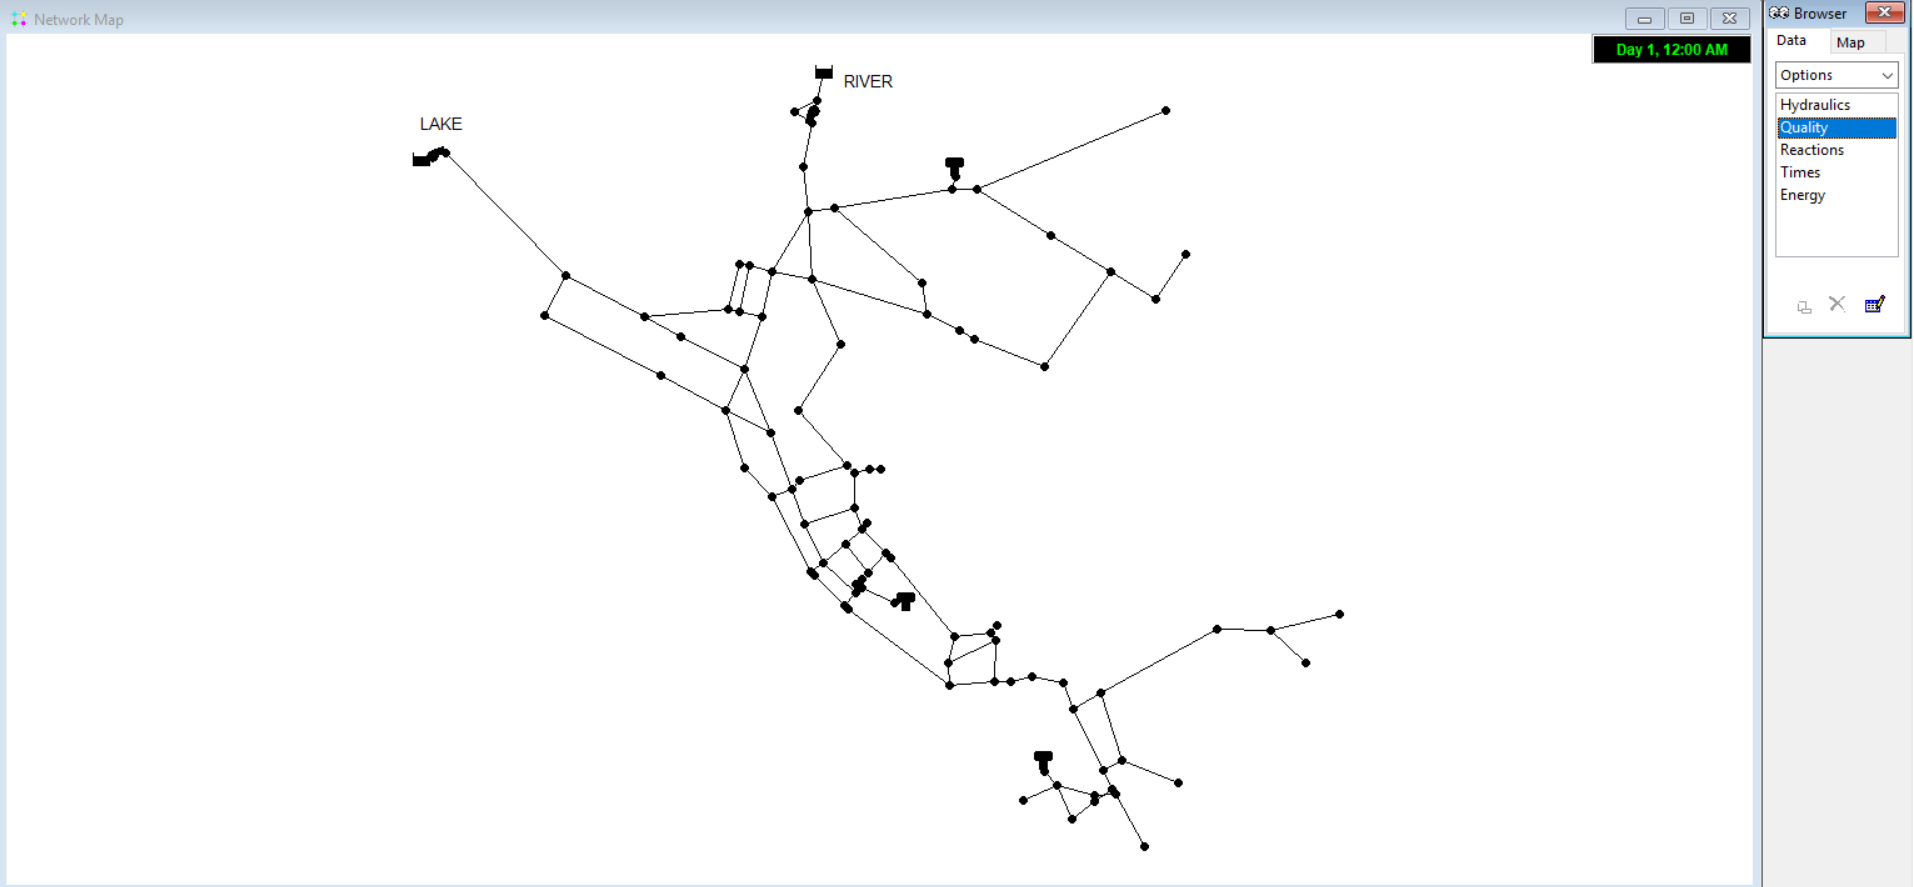 Network Map
Day 1, 12:00 AM
RIVER
LAKE
Browser
Data
Map
Options
Hydraulics
Quality
Reactions
Times
Energy